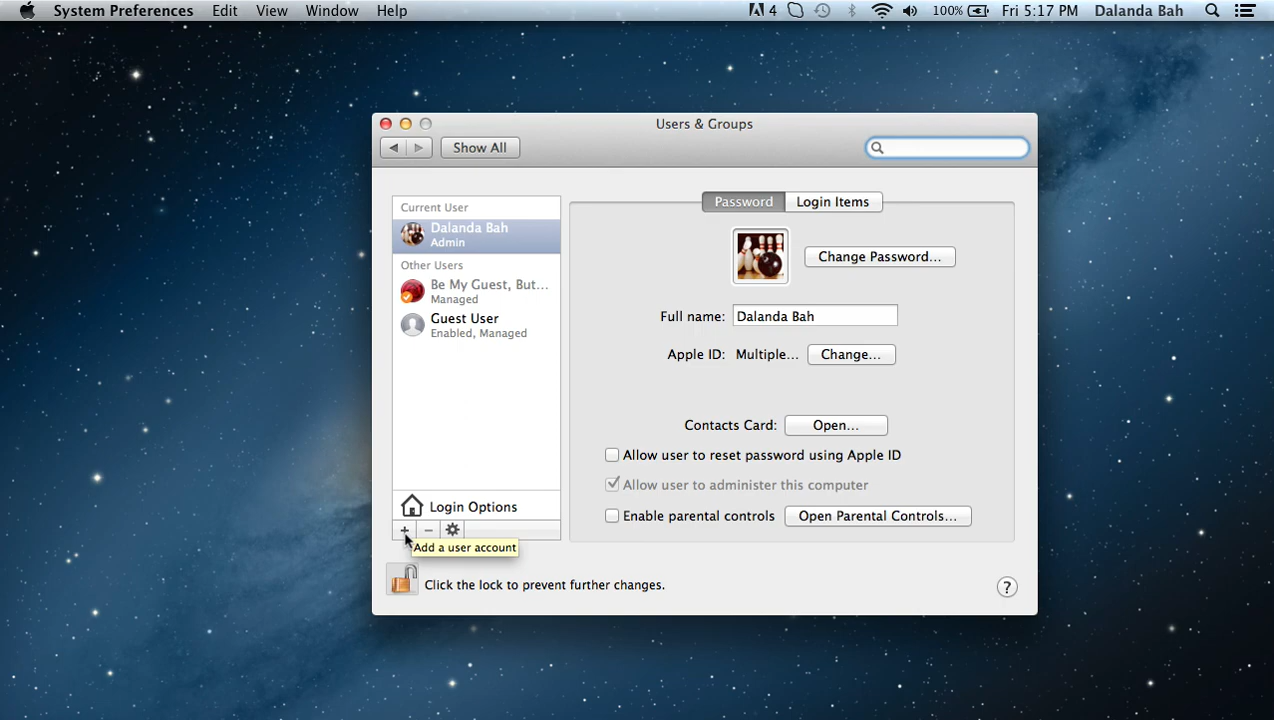 System Preferences Edit View Window Help 4 100% Fri 5:17 PM Dalanda Bah
Users & Groups
Show All
Current User
Dalanda Bah
Admin
Other Users
Be My Guest, But...
Managed
Guest User
Enabled, Managed
Login Options
+ −
Add a user account
Password Login Items
Change Password...
Full name: Dalanda Bah
Apple ID: Multiple... Change...
Contacts Card: Open...
Allow user to reset password using Apple ID
Allow user to administer this computer
Enable parental controls Open Parental Controls...
Click the lock to prevent further changes.
?